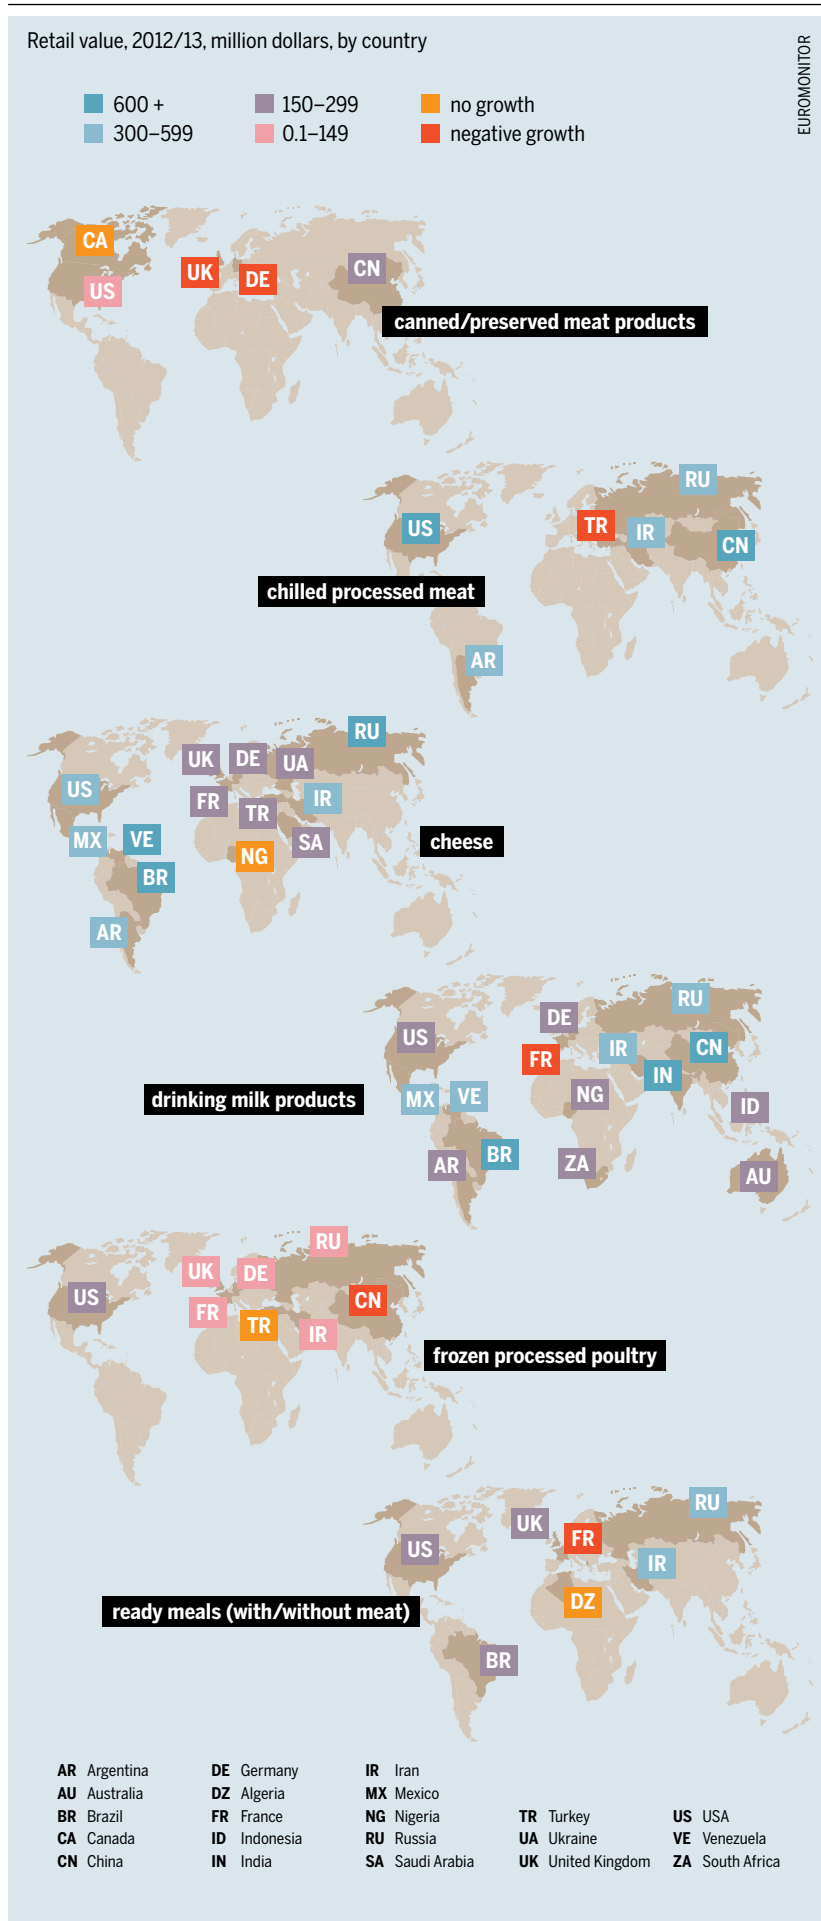 Retail value, 2012/13, million dollars, by country
EUROMONITOR
600 +
300–599
150–299
0.1–149
no growth
negative growth
CA
US
UK
DE
CN
canned/preserved meat products
RU
US
TR
IR
CN
chilled processed meat
AR
RU
UK
DE
UA
US
FR
TR
IR
MX
VE
NG
SA
cheese
BR
AR
RU
DE
US
FR
IR
CN
IN
drinking milk products
MX
VE
NG
ID
AR
BR
ZA
AU
RU
UK
DE
US
FR
TR
IR
CN
frozen processed poultry
RU
UK
US
FR
IR
ready meals (with/without meat)
DZ
BR
AR Argentina
AU Australia
BR Brazil
CA Canada
CN China
DE Germany
DZ Algeria
FR France
ID Indonesia
IN India
IR Iran
MX Mexico
NG Nigeria
RU Russia
SA Saudi Arabia
TR Turkey
UA Ukraine
UK United Kingdom
US USA
VE Venezuela
ZA South Africa